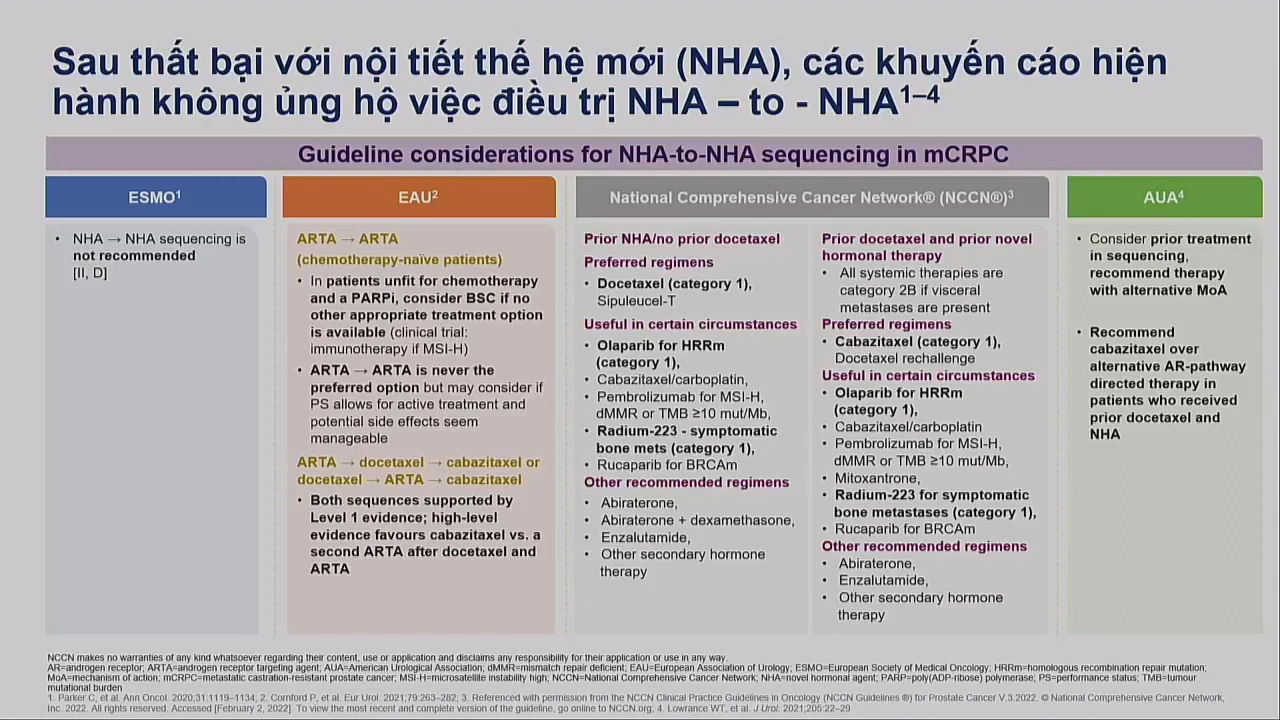 Sau thất bại với nội tiết thế hệ mới (NHA), các khuyến cáo hiện
hành không ủng hộ việc điều trị NHA – to - NHA¹⁻⁴
Guideline considerations for NHA-to-NHA sequencing in mCRPC
ESMO¹
• NHA → NHA sequencing is
not recommended
[II, D]
EAU²
ARTA → ARTA
(chemotherapy-naïve patients)
• In patients unfit for chemotherapy
and a PARPi, consider BSC if no
other appropriate treatment option
is available (clinical trial:
immunotherapy if MSI-H)
• ARTA → ARTA is never the
preferred option but may consider if
PS allows for active treatment and
potential side effects seem
manageable
ARTA → docetaxel → cabazitaxel or
docetaxel → ARTA → cabazitaxel
• Both sequences supported by
Level 1 evidence; high-level
evidence favours cabazitaxel vs. a
second ARTA after docetaxel and
ARTA
National Comprehensive Cancer Network® (NCCN®)³
Prior NHA/no prior docetaxel
Preferred regimens
• Docetaxel (category 1),
Sipuleucel-T
Useful in certain circumstances
• Olaparib for HRRm
(category 1),
• Cabazitaxel/carboplatin,
• Pembrolizumab for MSI-H,
dMMR or TMB ≥10 mut/Mb,
• Radium-223 - symptomatic
bone mets (category 1),
• Rucaparib for BRCAm
Other recommended regimens
• Abiraterone,
• Abiraterone + dexamethasone,
• Enzalutamide,
• Other secondary hormone
therapy
Prior docetaxel and prior novel
hormonal therapy
• All systemic therapies are
category 2B if visceral
metastases are present
Preferred regimens
• Cabazitaxel (category 1),
Docetaxel rechallenge
Useful in certain circumstances
• Olaparib for HRRm
(category 1),
• Cabazitaxel/carboplatin
• Pembrolizumab for MSI-H,
dMMR or TMB ≥10 mut/Mb,
• Mitoxantrone,
• Radium-223 for symptomatic
bone metastases (category 1),
• Rucaparib for BRCAm
Other recommended regimens
• Abiraterone,
• Enzalutamide,
• Other secondary hormone
therapy
AUA⁴
• Consider prior treatment
in sequencing,
recommend therapy
with alternative MoA
• Recommend
cabazitaxel over
alternative AR-pathway
directed therapy in
patients who received
prior docetaxel and
NHA
NCCN makes no warranties of any kind whatsoever regarding their content, use or application and disclaims any responsibility for their application or use in any way.
AR=androgen receptor; ARTA=androgen receptor targeting agent; AUA=American Urological Association; dMMR=mismatch repair deficient; EAU=European Association of Urology; ESMO=European Society of Medical Oncology; HRRm=homologous recombination repair mutation;
MoA=mechanism of action; mCRPC=metastatic castration-resistant prostate cancer; MSI-H=microsatellite instability high; NCCN=National Comprehensive Cancer Network; NHA=novel hormonal agent; PARP=poly(ADP-ribose) polymerase; PS=performance status; TMB=tumour
mutational burden
1. Parker C, et al. Ann Oncol. 2020;31:1119–1134; 2. Cornford P, et al. Eur Urol. 2021;79:263–282; 3. Referenced with permission from the NCCN Clinical Practice Guidelines in Oncology (NCCN Guidelines ®) for Prostate Cancer V.3.2022. © National Comprehensive Cancer Network,
Inc. 2022. All rights reserved. Accessed [February 2, 2022]. To view the most recent and complete version of the guideline, go online to NCCN.org; 4. Lowrance WT, et al. J Urol. 2021;205:22–29